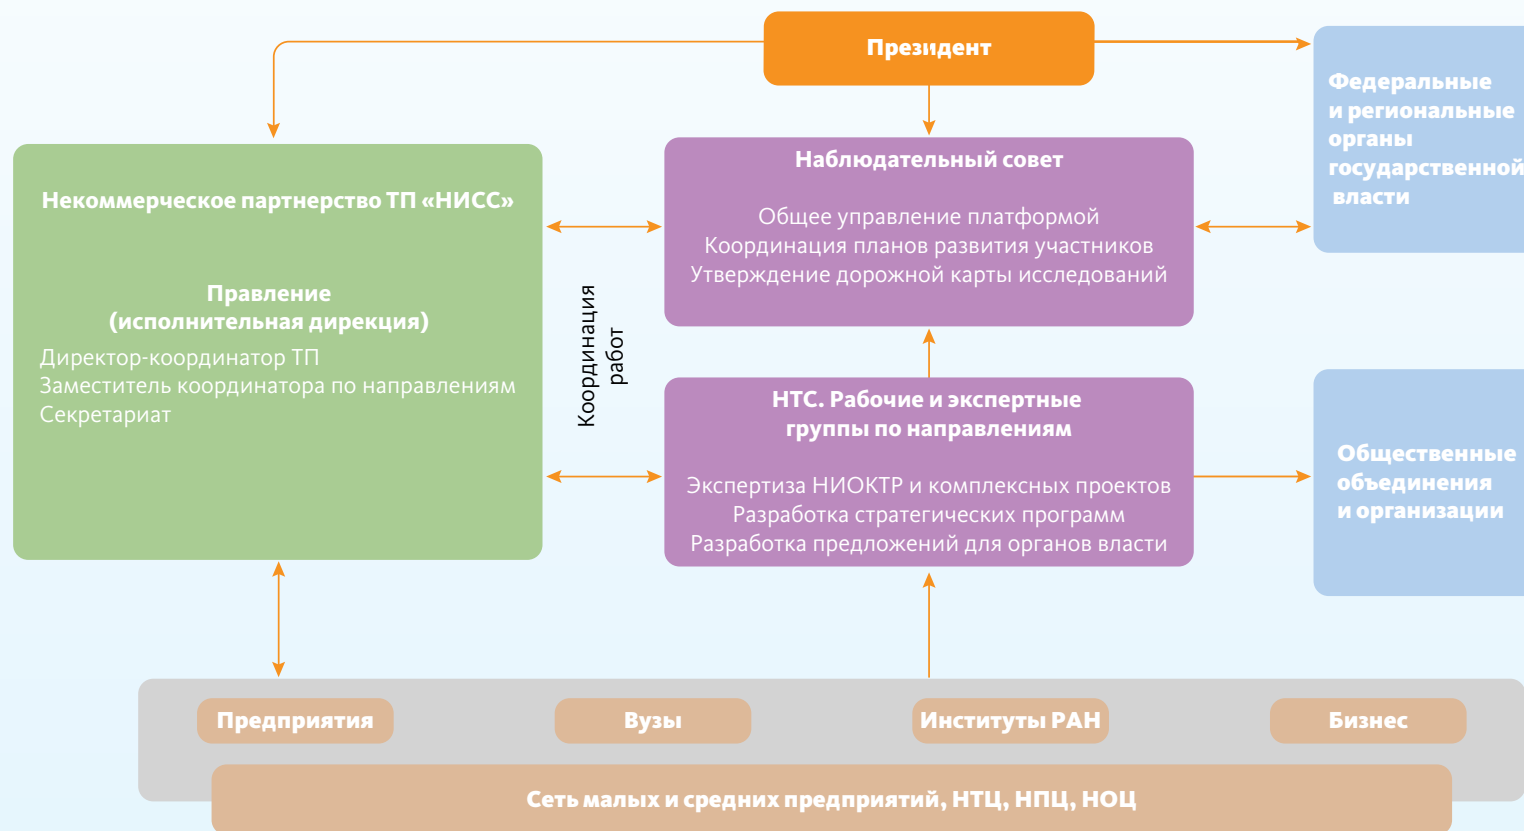 Президент
Федеральные
и региональные
органы
государственной
власти
Некоммерческое партнерство ТП «НИСС»
Правление
(исполнительная дирекция)
Директор-координатор ТП
Заместитель координатора по направлениям
Секретариат
Координация
работ
Наблюдательный совет
Общее управление платформой
Координация планов развития участников
Утверждение дорожной карты исследований
НТС. Рабочие и экспертные
группы по направлениям
Экспертиза НИОКТР и комплексных проектов
Разработка стратегических программ
Разработка предложений для органов власти
Общественные
объединения
и организации
Предприятия
Вузы
Институты РАН
Бизнес
Сеть малых и средних предприятий, НТЦ, НПЦ, НОЦ